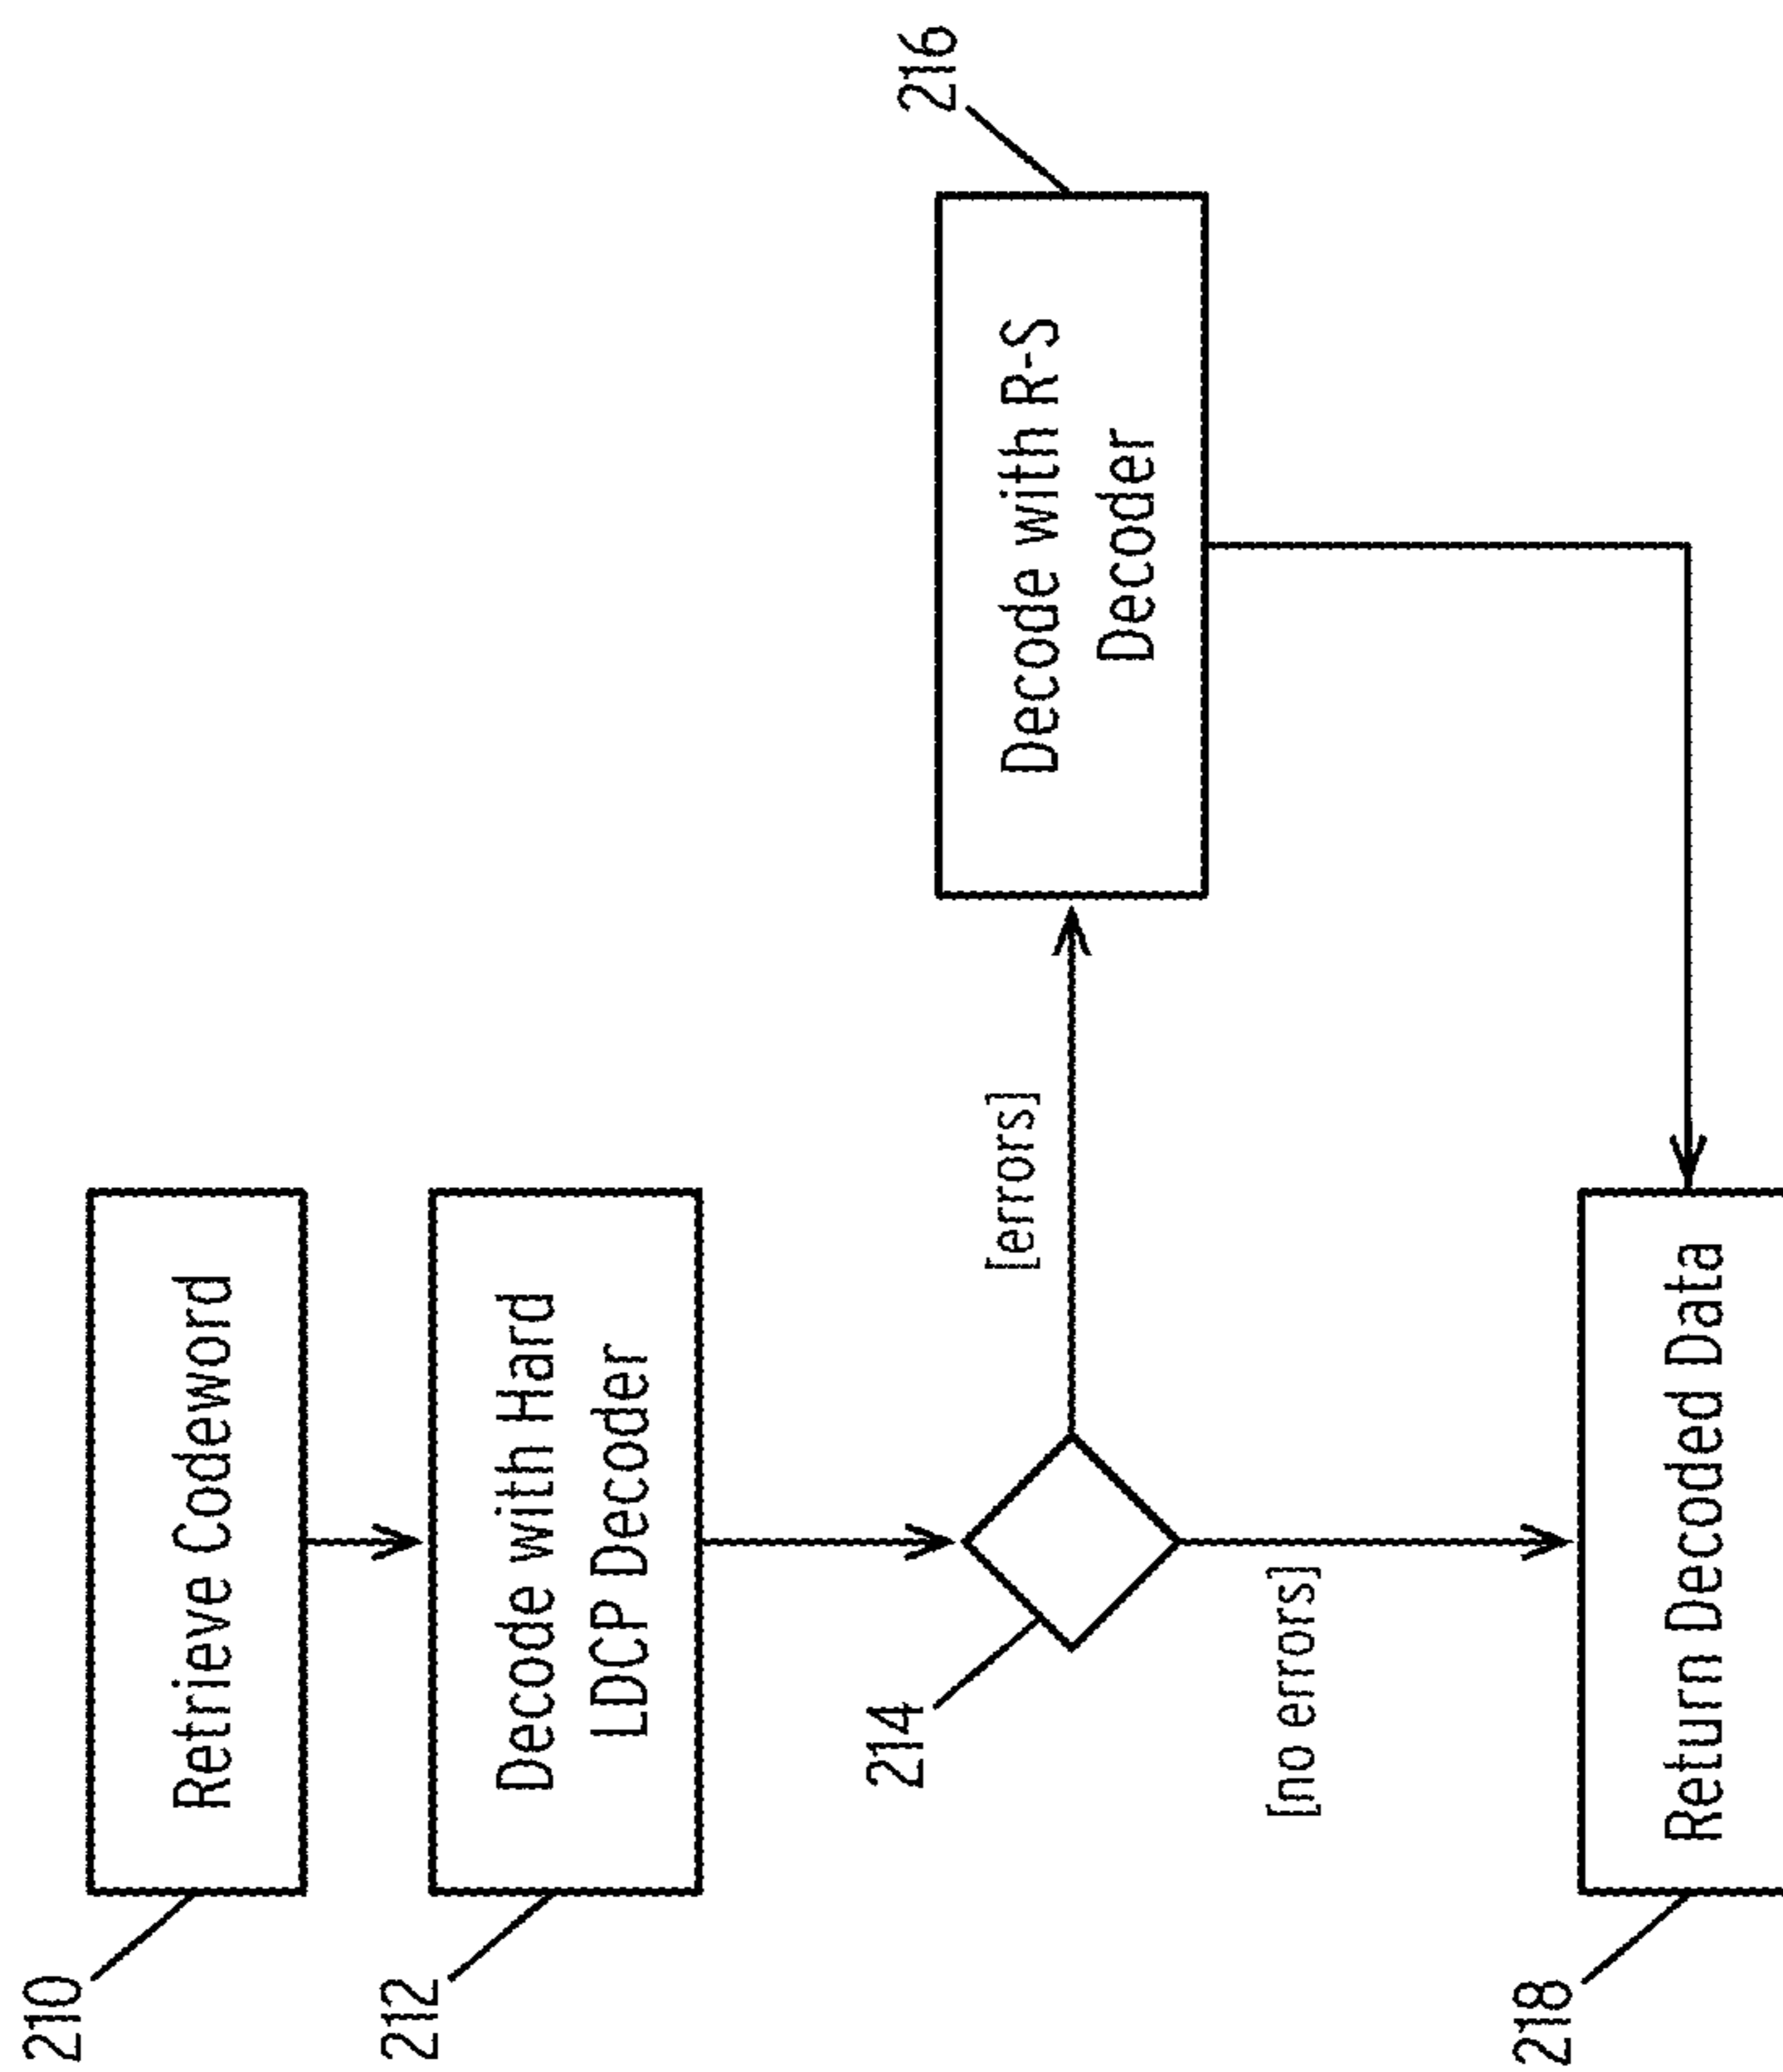 210
Retrieve Codeword
212
Decode with Hard
LDCP Decoder
214
[errors]
216
Decode with R-S
Decoder
[no errors]
218
Return Decoded Data